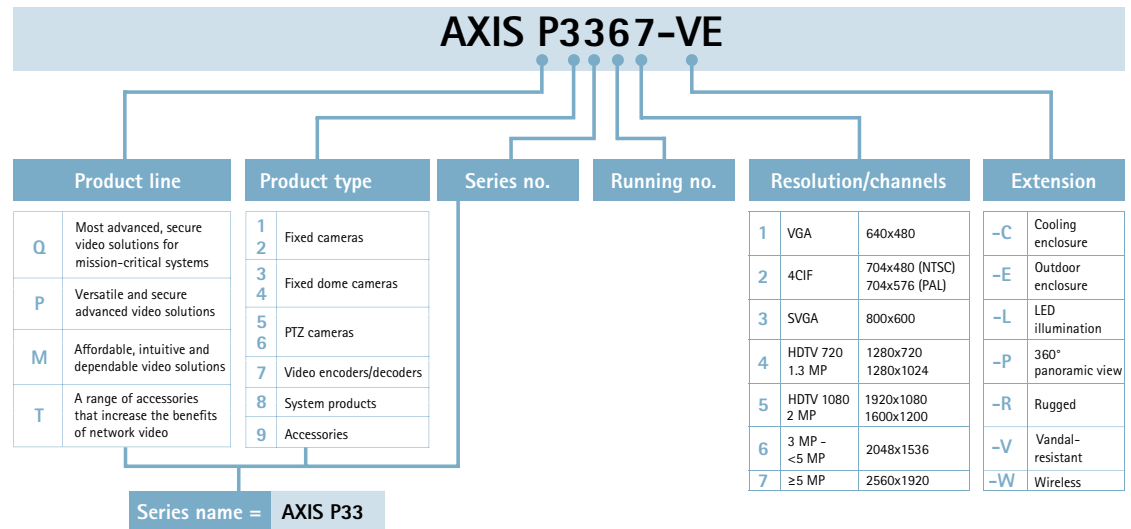 AXIS P3367-VE
Product line
Product type
Series no.
Running no.
Resolution/channels
Extension
Q
Most advanced, secure
video solutions for
mission-critical systems
P
Versatile and secure
advanced video solutions
M
Affordable, intuitive and
dependable video solutions
T
A range of accessories
that increase the benefits
of network video
1
2
Fixed cameras
3
4
Fixed dome cameras
5
6
PTZ cameras
7 Video encoders/decoders
8 System products
9 Accessories
1 VGA 640x480
2 4CIF
704x480 (NTSC)
704x576 (PAL)
3 SVGA 800x600
4
HDTV 720 1280x720
1.3 MP 1280x1024
5
HDTV 1080 1920x1080
2 MP 1600x1200
6
3 MP -
<5 MP
2048x1536
7 ≥5 MP 2560x1920
-C
Cooling
enclosure
-E
Outdoor
enclosure
-L
LED
illumination
-P
360°
panoramic view
-R Rugged
-V
Vandal-
resistant
-W Wireless
Series name = AXIS P33